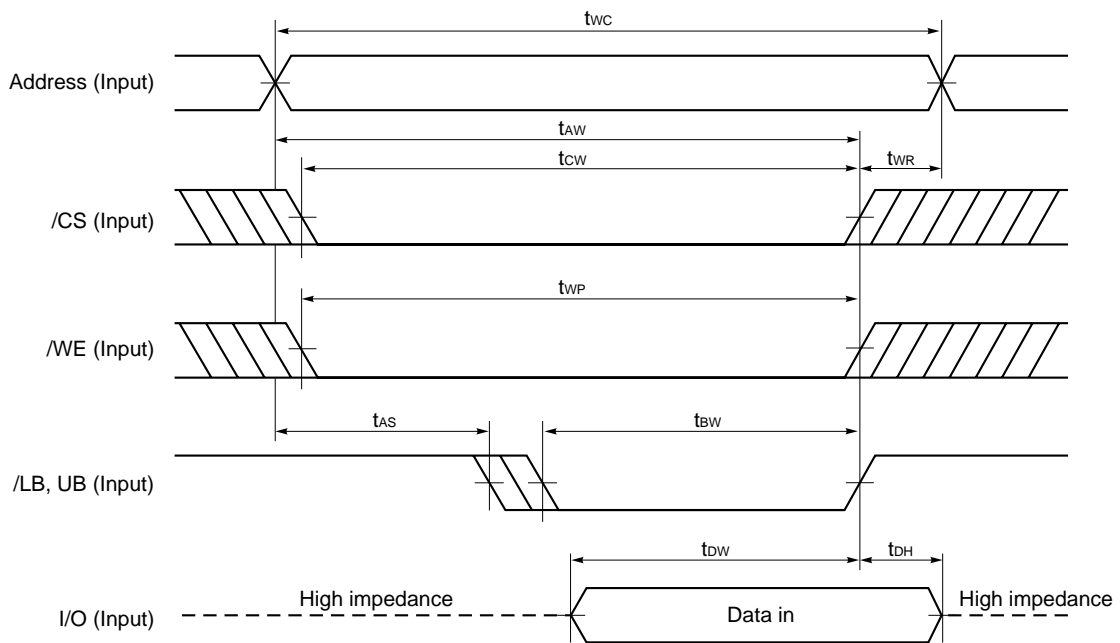 tWC
Address (Input)
tAW
tCW
tWR
/CS (Input)
tWP
/WE (Input)
tAS
tBW
/LB, UB (Input)
tDW
tDH
High impedance
Data in
High impedance
I/O (Input)